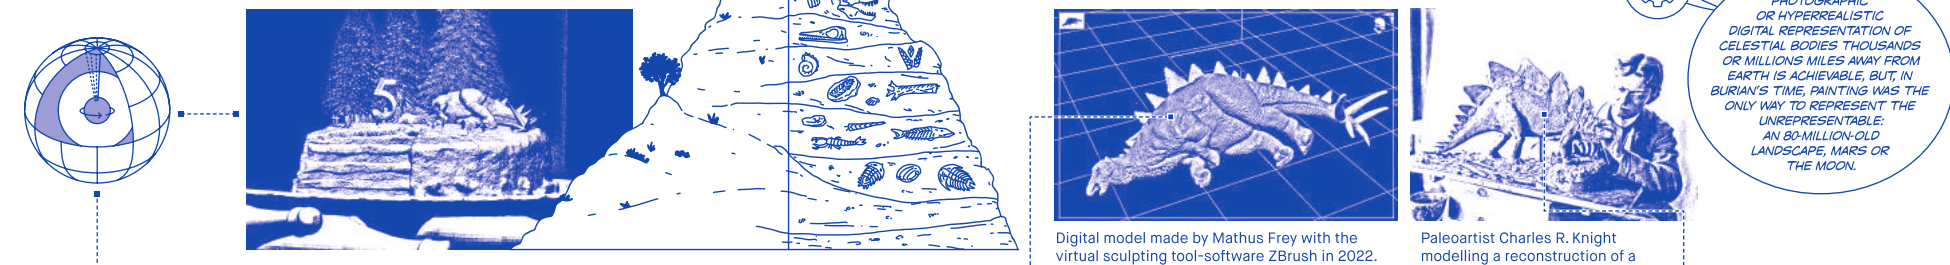 5
Digital model made by Mathus Frey with the
virtual sculpting tool-software ZBrush in 2022.
Paleoartist Charles R. Knight
modelling a reconstruction of a
PHOTOGRAPHIC
OR HYPERREALISTIC
DIGITAL REPRESENTATION OF
CELESTIAL BODIES THOUSANDS
OR MILLIONS MILES AWAY FROM
EARTH IS ACHIEVABLE, BUT, IN
BURIAN'S TIME, PAINTING WAS THE
ONLY WAY TO REPRESENT THE
UNREPRESENTABLE:
AN 80-MILLION-OLD
LANDSCAPE, MARS OR
THE MOON.